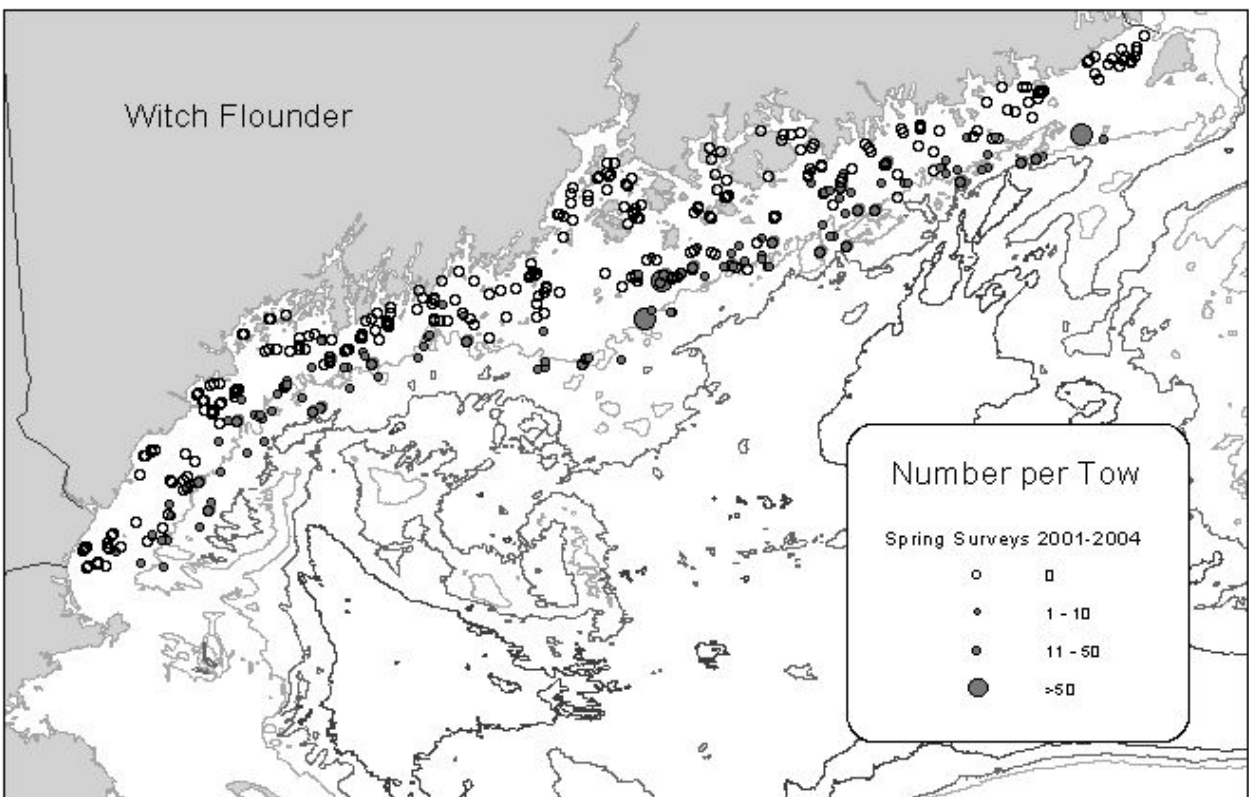 Witch Flounder
Number per Tow
Spring Surveys 2001-2004
0
1 - 10
11 - 50
>50